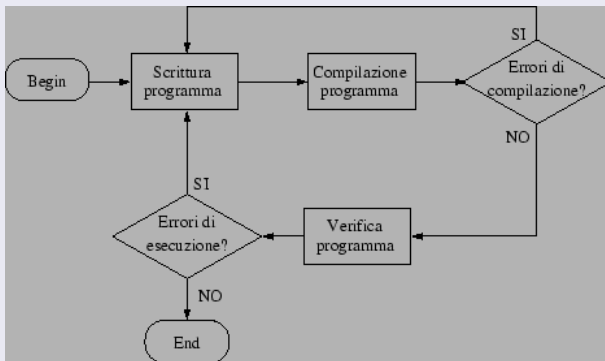 SI
Begin
Scrittura
programma
Compilazione
programma
Errori di
compilazione?
NO
SI
Errori di
esecuzione?
Verifica
programma
NO
End